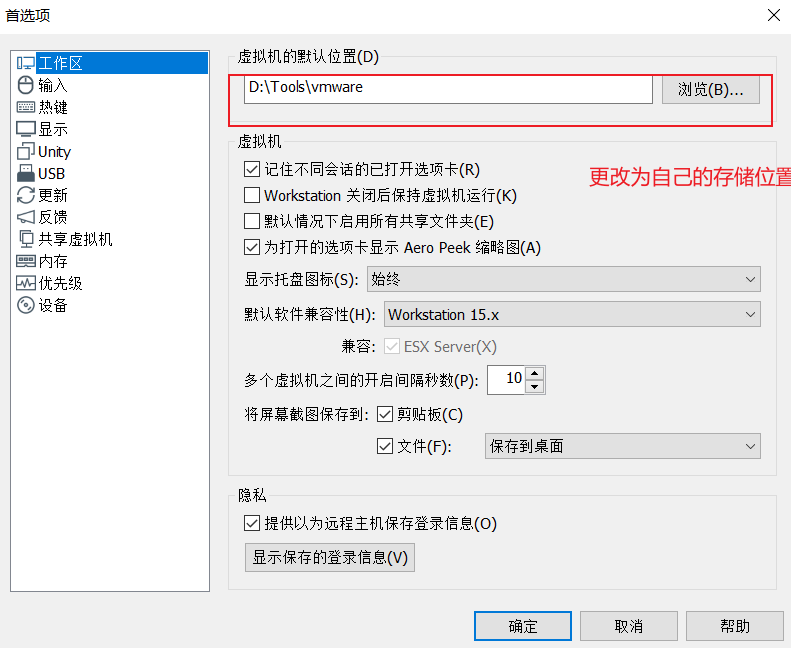 首选项
工作区
输入
热键
显示
Unity
USB
更新
反馈
共享虚拟机
内存
优先级
设备
虚拟机的默认位置(D)
D:\Tools\vmware 浏览(B)...
虚拟机
记住不同会话的已打开选项卡(R)
更改为自己的存储位置
Workstation 关闭后保持虚拟机运行(K)
默认情况下启用所有共享文件夹(E)
为打开的选项卡显示 Aero Peek 缩略图(A)
显示托盘图标(S): 始终
默认软件兼容性(H): Workstation 15.x
兼容: ESX Server(X)
多个虚拟机之间的开启间隔秒数(P): 10
将屏幕截图保存到: 剪贴板(C)
文件(F): 保存到桌面
隐私
提供以为远程主机保存登录信息(O)
显示保存的登录信息(V)
确定 取消 帮助